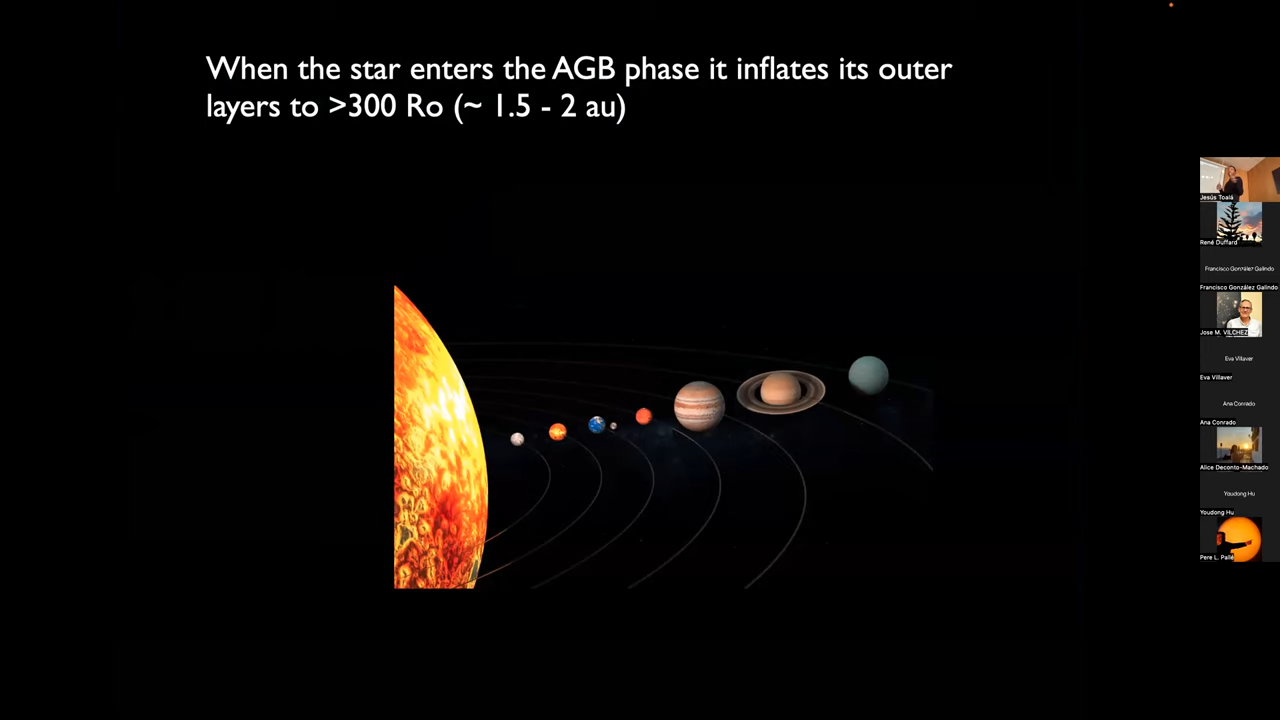 When the star enters the AGB phase it inflates its outer
layers to >300 Ro (~ 1.5 - 2 au)
Jesús Toalá
René Duffard
Francisco González Galindo
Francisco González Galindo
Jose M. VILCHEZ
Eva Villaver
Eva Villaver
Ana Conrado
Ana Conrado
Alice Deconto-Machado
Youdong Hu
Youdong Hu
Pere L. Pallé